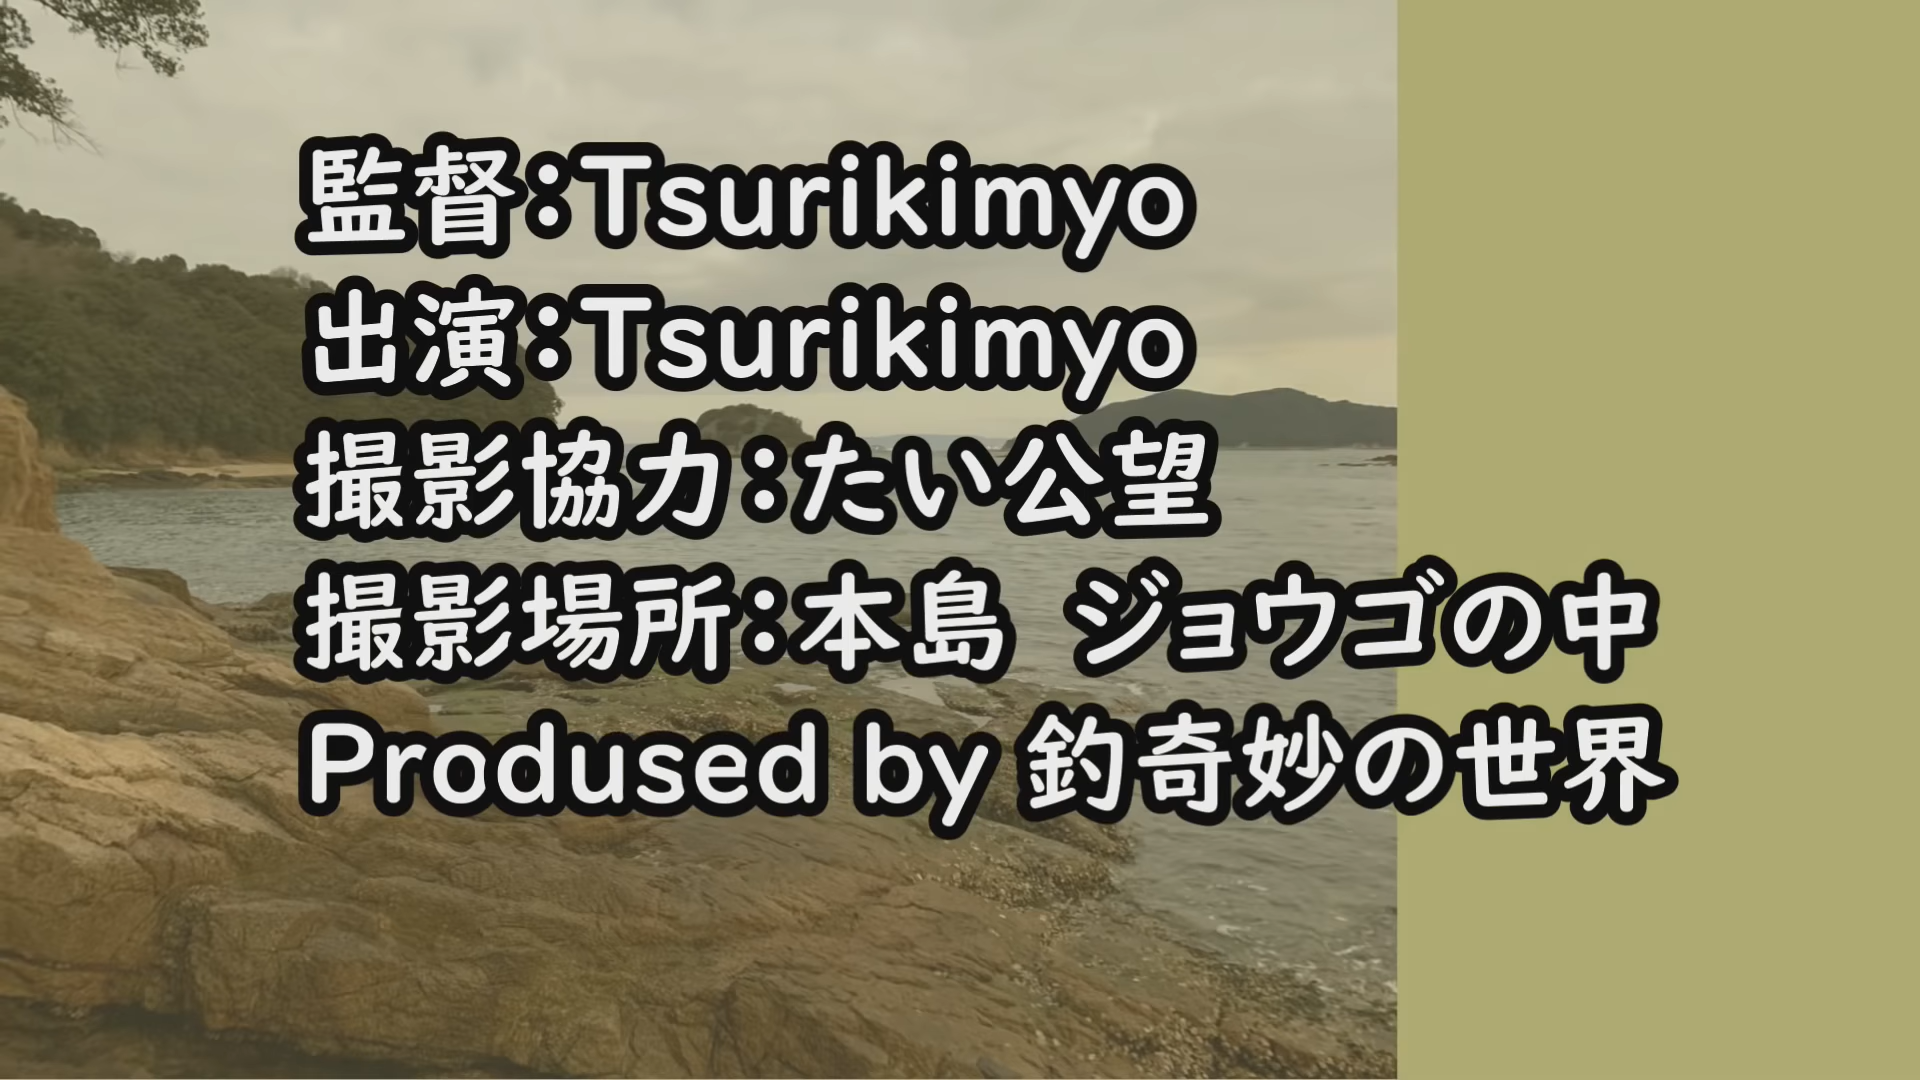 監督：Tsurikimyo
出演：Tsurikimyo
撮影協力：たい公望
撮影場所：本島　ジョウゴの中
Prodused by 釣奇妙の世界